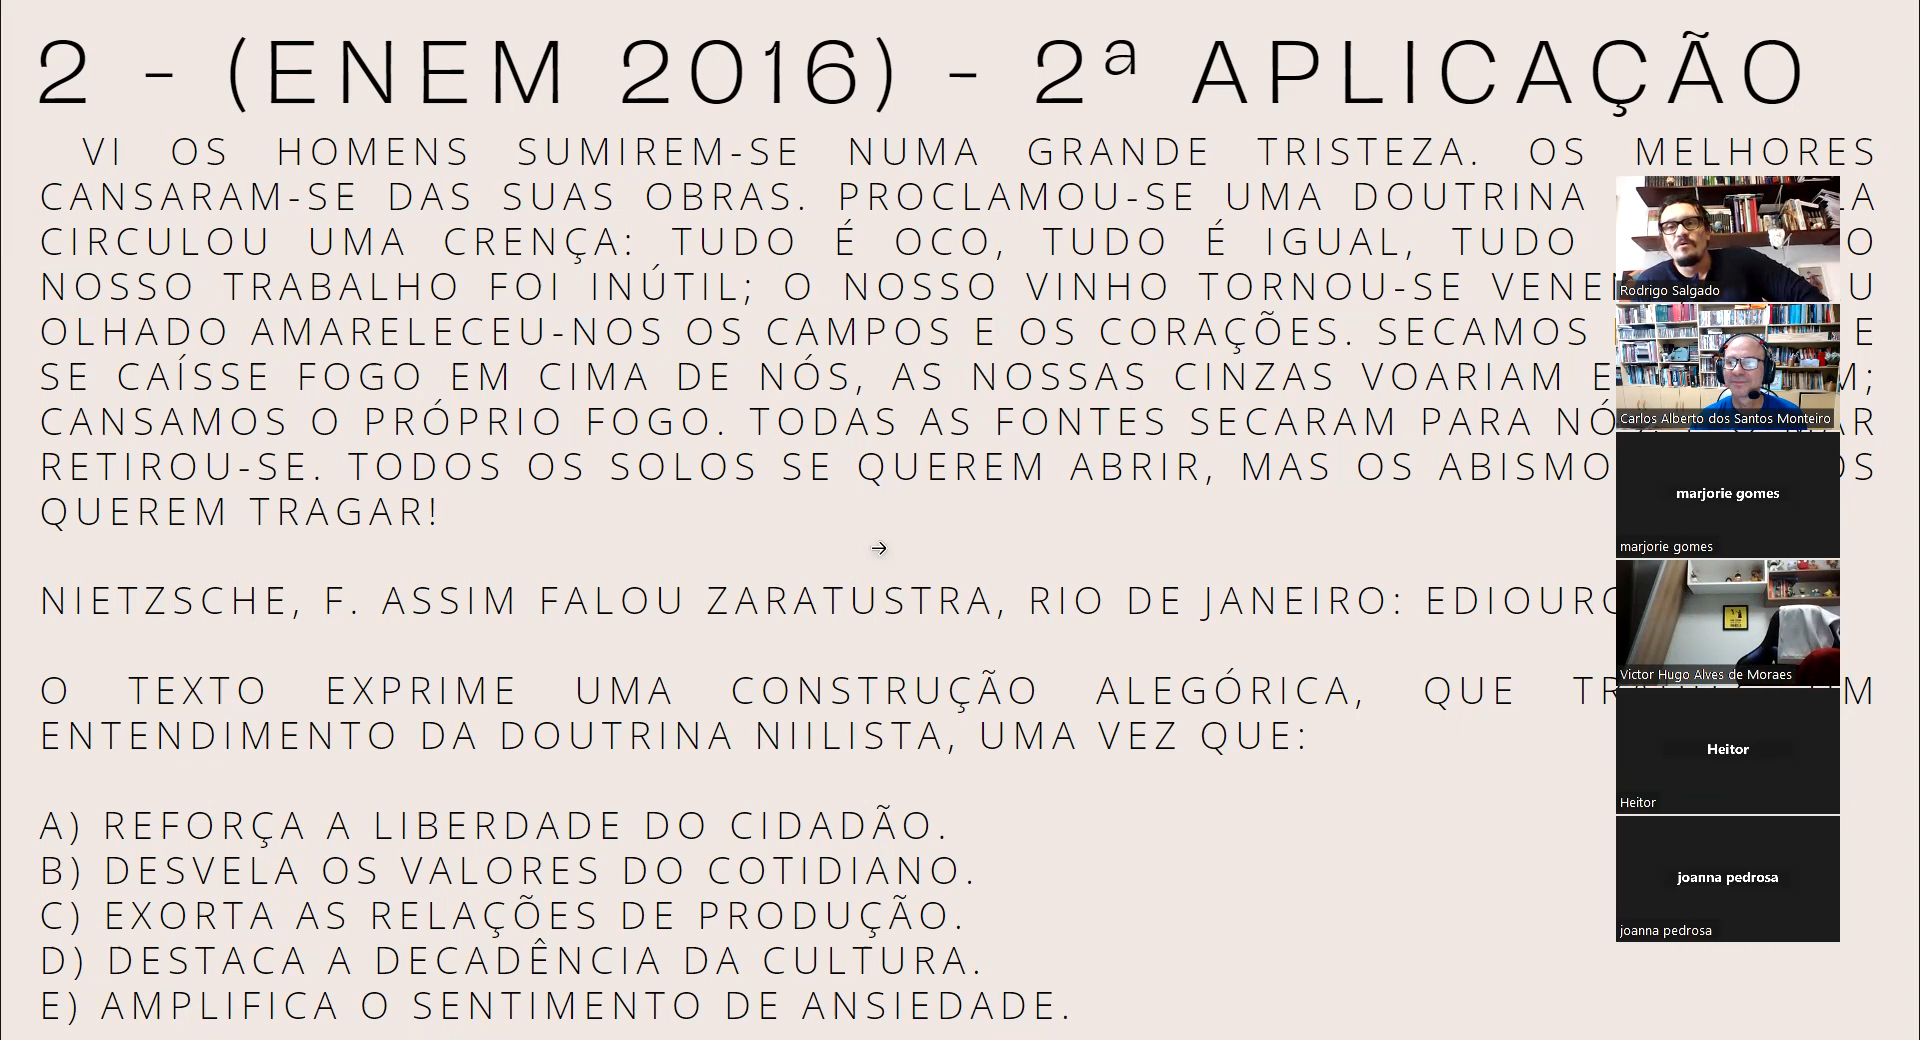 2 - (ENEM 2016) - 2ª APLICAÇÃO
VI OS HOMENS SUMIREM-SE NUMA GRANDE TRISTEZA. OS MELHORES
CANSARAM-SE DAS SUAS OBRAS. PROCLAMOU-SE UMA DOUTRINA
CIRCULOU UMA CRENÇA: TUDO É OCO, TUDO É IGUAL, TUDO O
NOSSO TRABALHO FOI INÚTIL; O NOSSO VINHO TORNOU-SE
OLHADO AMARELECEU-NOS OS CAMPOS E OS CORAÇÕES. SECAMOS E
SE CAÍSSE FOGO EM CIMA DE NÓS, AS NOSSAS CINZAS VOARIAM
CANSAMOS O PRÓPRIO FOGO. TODAS AS FONTES SECARAM PARA
RETIROU-SE. TODOS OS SOLOS SE QUEREM ABRIR, MAS OS
QUEREM TRAGAR!
NIETZSCHE, F. ASSIM FALOU ZARATUSTRA, RIO DE JANEIRO:
O TEXTO EXPRIME UMA CONSTRUÇÃO ALEGÓRICA, QUE
ENTENDIMENTO DA DOUTRINA NIILISTA, UMA VEZ QUE:
A) REFORÇA A LIBERDADE DO CIDADÃO.
B) DESVELA OS VALORES DO COTIDIANO.
C) EXORTA AS RELAÇÕES DE PRODUÇÃO.
D) DESTACA A DECADÊNCIA DA CULTURA.
E) AMPLIFICA O SENTIMENTO DE ANSIEDADE.
Rodrigo Salgado
Carlos Alberto dos Santos Monteiro
marjorie gomes
marjorie gomes
Victor Hugo Alves de Moraes
Heitor
Heitor
joanna pedrosa
joanna pedrosa